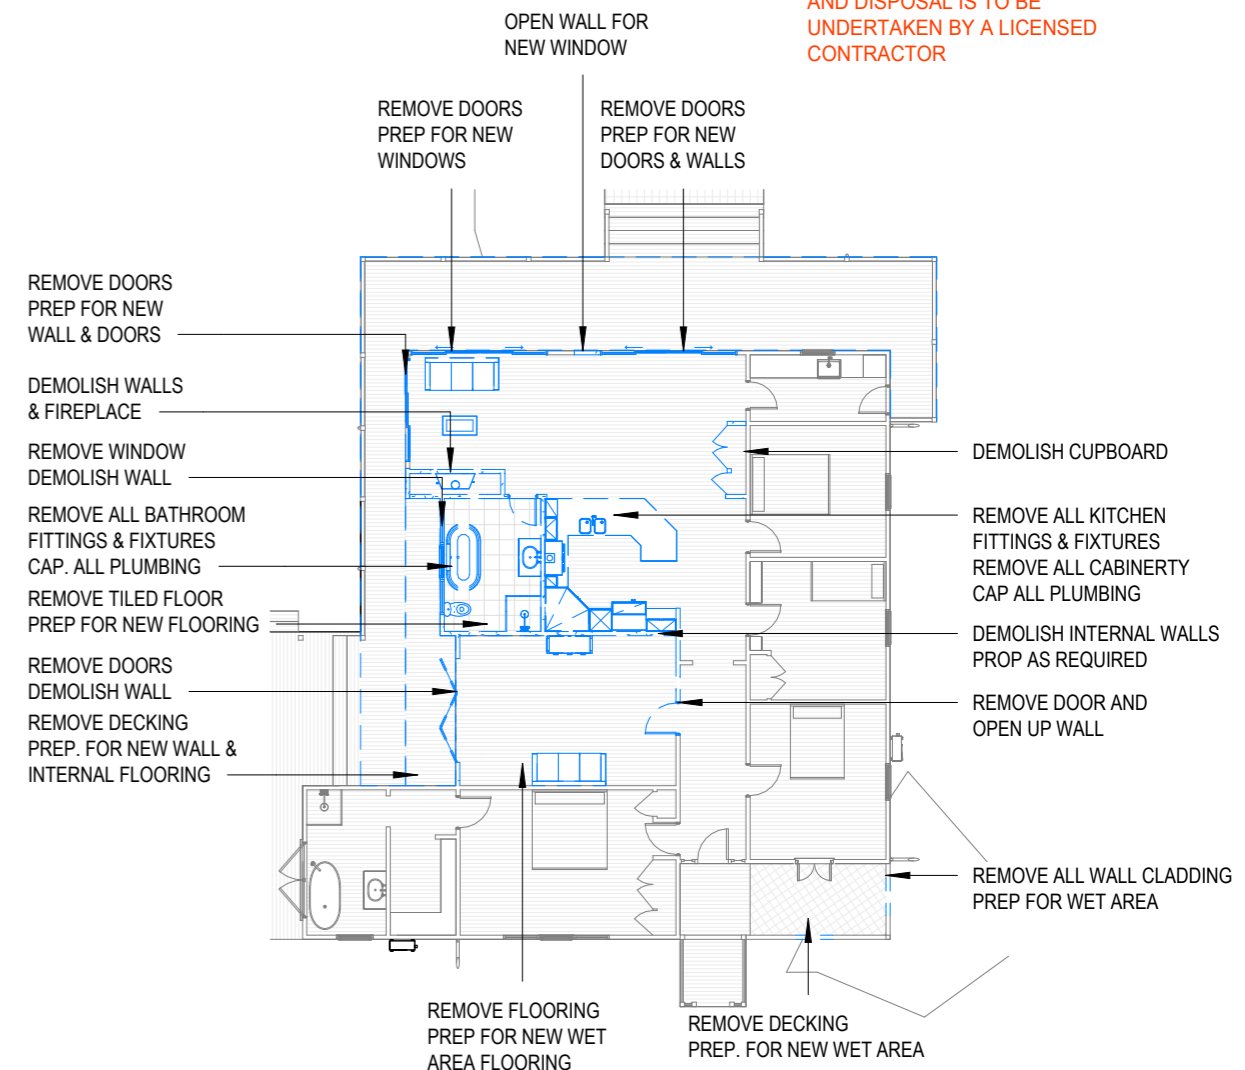 AND DISPOSAL IS TO BE
UNDERTAKEN BY A LICENSED
CONTRACTOR
OPEN WALL FOR
NEW WINDOW
REMOVE DOORS
PREP FOR NEW
WINDOWS
REMOVE DOORS
PREP FOR NEW
DOORS & WALLS
REMOVE DOORS
PREP FOR NEW
WALL & DOORS
DEMOLISH WALLS
& FIREPLACE
REMOVE WINDOW
DEMOLISH WALL
REMOVE ALL BATHROOM
FITTINGS & FIXTURES
CAP. ALL PLUMBING
REMOVE TILED FLOOR
PREP FOR NEW FLOORING
REMOVE DOORS
DEMOLISH WALL
REMOVE DECKING
PREP. FOR NEW WALL &
INTERNAL FLOORING
DEMOLISH CUPBOARD
REMOVE ALL KITCHEN
FITTINGS & FIXTURES
REMOVE ALL CABINERTY
CAP ALL PLUMBING
DEMOLISH INTERNAL WALLS
PROP AS REQUIRED
REMOVE DOOR AND
OPEN UP WALL
REMOVE ALL WALL CLADDING
PREP FOR WET AREA
REMOVE FLOORING
PREP FOR NEW WET
AREA FLOORING
REMOVE DECKING
PREP. FOR NEW WET AREA